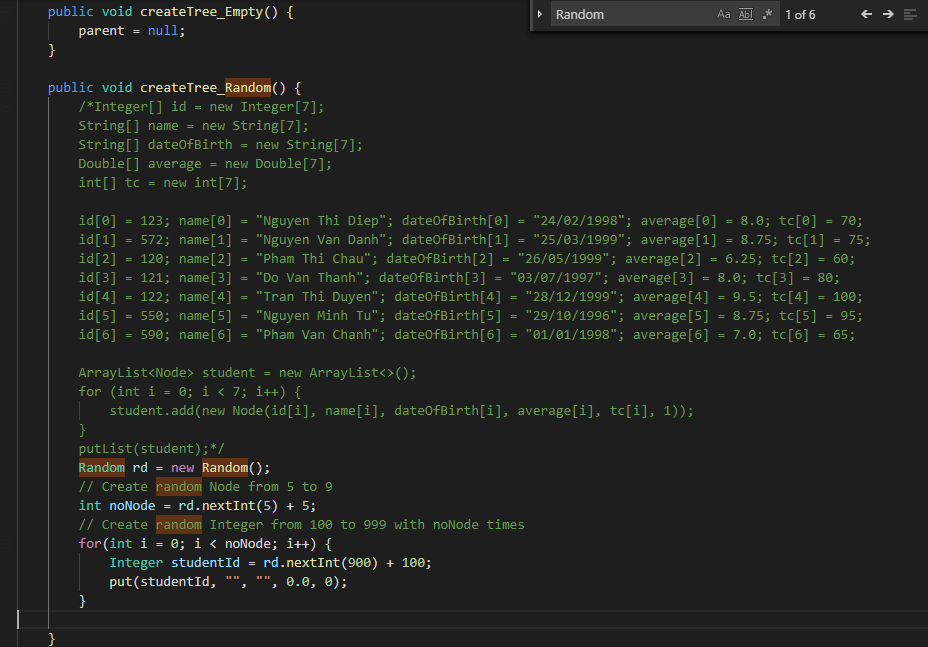 public void createTree_Empty() {
Random Aa Abl .* 1 of 6
    parent = null;
}

public void createTree_Random() {
    /*Integer[] id = new Integer[7];
    String[] name = new String[7];
    String[] dateOfBirth = new String[7];
    Double[] average = new Double[7];
    int[] tc = new int[7];

    id[0] = 123; name[0] = "Nguyen Thi Diep"; dateOfBirth[0] = "24/02/1998"; average[0] = 8.0; tc[0] = 70;
    id[1] = 572; name[1] = "Nguyen Van Danh"; dateOfBirth[1] = "25/03/1999"; average[1] = 8.75; tc[1] = 75;
    id[2] = 120; name[2] = "Pham Thi Chau"; dateOfBirth[2] = "26/05/1999"; average[2] = 6.25; tc[2] = 60;
    id[3] = 121; name[3] = "Do Van Thanh"; dateOfBirth[3] = "03/07/1997"; average[3] = 8.0; tc[3] = 80;
    id[4] = 122; name[4] = "Tran Thi Duyen"; dateOfBirth[4] = "28/12/1999"; average[4] = 9.5; tc[4] = 100;
    id[5] = 550; name[5] = "Nguyen Minh Tu"; dateOfBirth[5] = "29/10/1996"; average[5] = 8.75; tc[5] = 95;
    id[6] = 590; name[6] = "Pham Van Chanh"; dateOfBirth[6] = "01/01/1998"; average[6] = 7.0; tc[6] = 65;

    ArrayList<Node> student = new ArrayList<>();
    for (int i = 0; i < 7; i++) {
        student.add(new Node(id[i], name[i], dateOfBirth[i], average[i], tc[i], 1));
    }
    putList(student);*/
    Random rd = new Random();
    // Create random Node from 5 to 9
    int noNode = rd.nextInt(5) + 5;
    // Create random Integer from 100 to 999 with noNode times
    for(int i = 0; i < noNode; i++) {
        Integer studentId = rd.nextInt(900) + 100;
        put(studentId, "", "", 0.0, 0);
    }

}